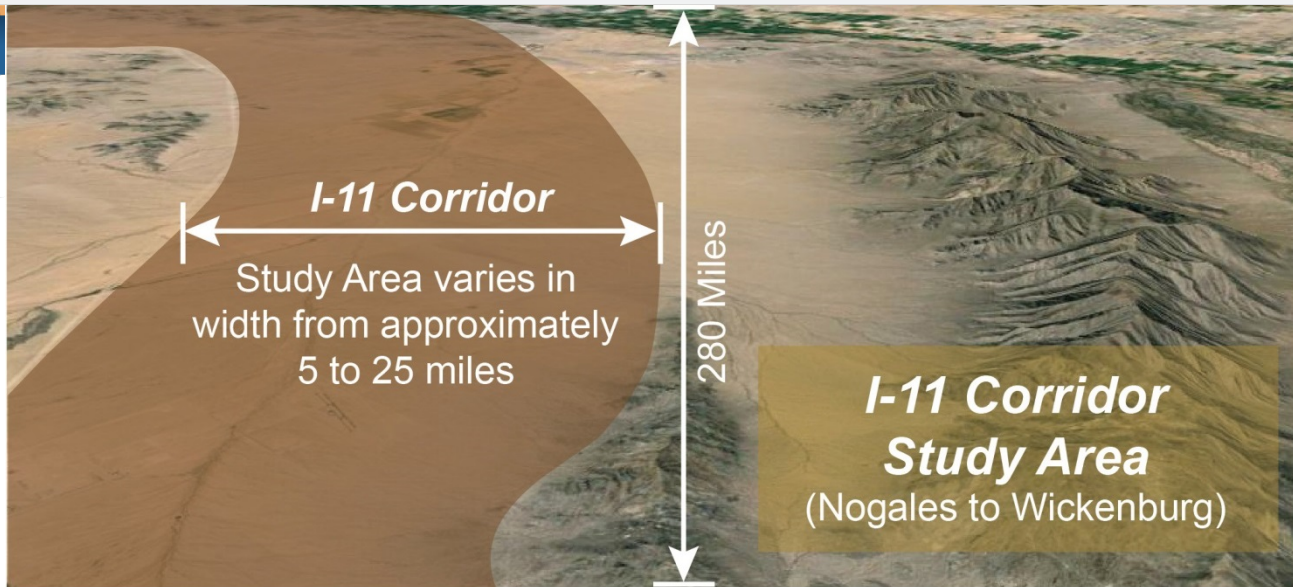 I-11 Corridor
Study Area varies in
width from approximately
5 to 25 miles
280 Miles
I-11 Corridor
Study Area
(Nogales to Wickenburg)